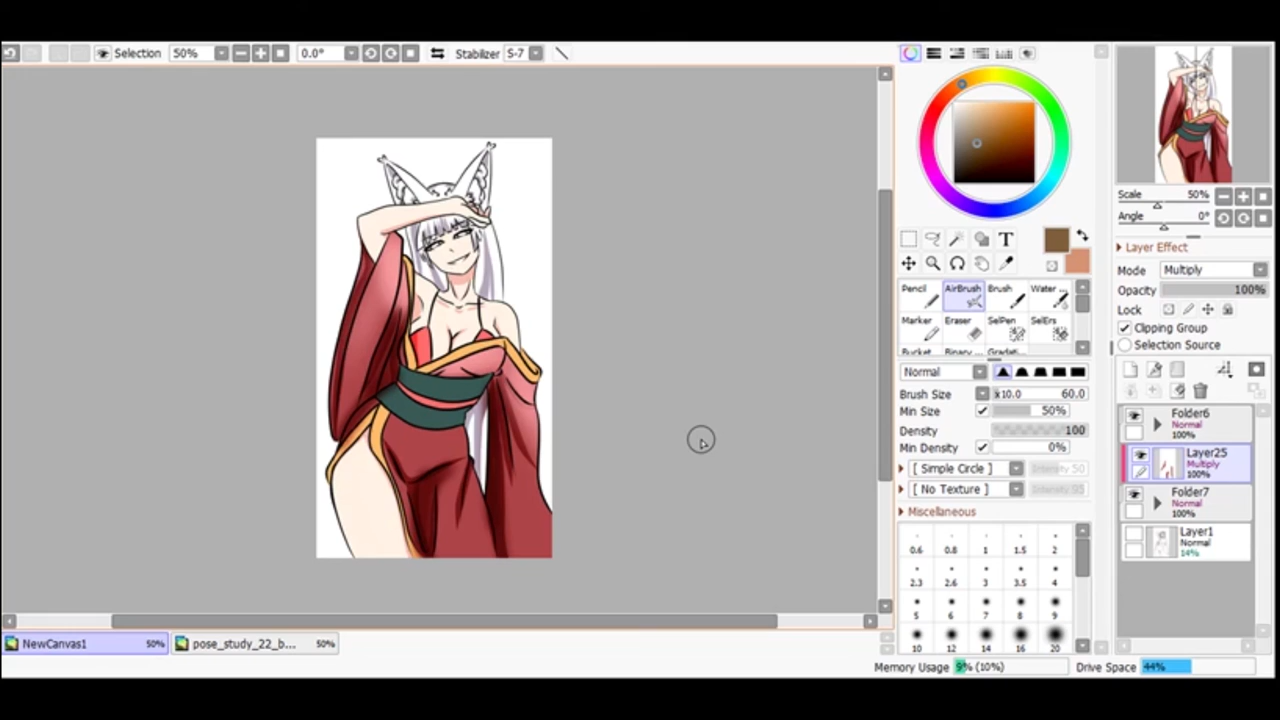 Selection 50% 0.0° Stabilizer S-7
Scale 50%
Angle 0°
T
Layer Effect
Mode Multiply
Opacity 100%
Lock
Clipping Group
Selection Source
Pencil AirBrush Brush Water ...
Marker Eraser SelPen SelErs
Bucket Binary ... Gradati...
Normal
Brush Size x10.0 60.0
Min Size 50%
Density 100
Min Density 0%
[ Simple Circle ] Intensity 50
[ No Texture ] Intensity 95
Miscellaneous
0.6 0.8 1 1.5 2
2.3 2.6 3 3.5 4
5 6 7 8 9
10 12 14 16 20
Folder6
Normal
100%
Layer25
Multiply
100%
Folder7
Normal
100%
Layer1
Normal
14%
NewCanvas1 50% pose_study_22_b... 50%
Memory Usage 9% (10%) Drive Space 44%